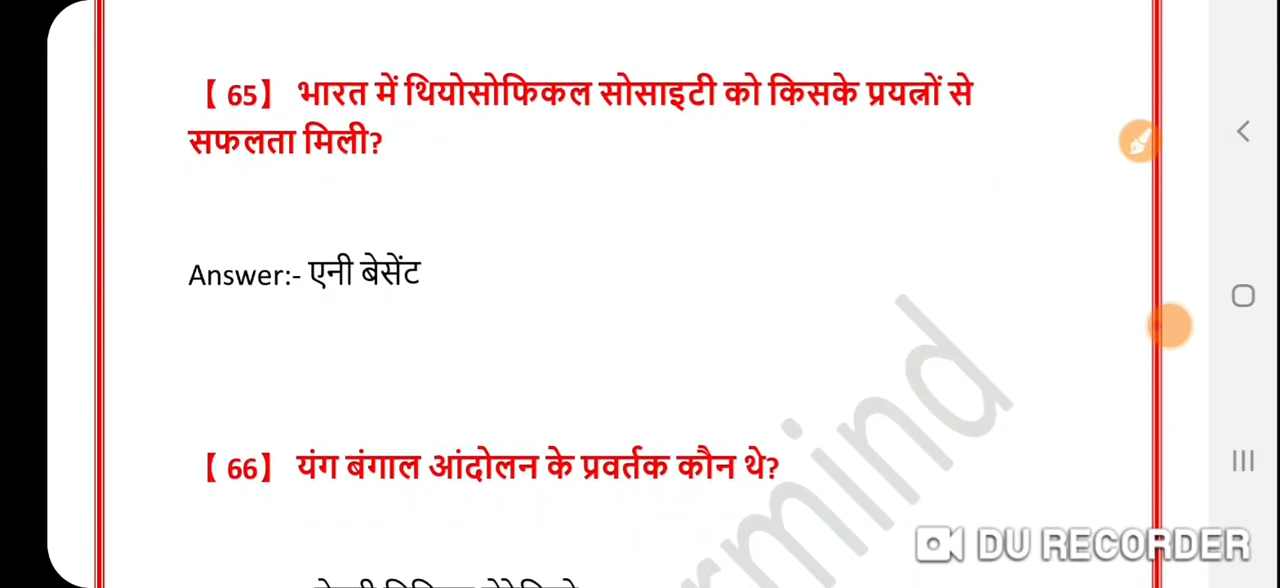 【 65】 भारत में थियोसोफिकल सोसाइटी को किसके प्रयत्नों से
सफलता मिली?
Answer:- एनी बेसेंट
【 66】 यंग बंगाल आंदोलन के प्रवर्तक कौन थे?
DU RECORDER